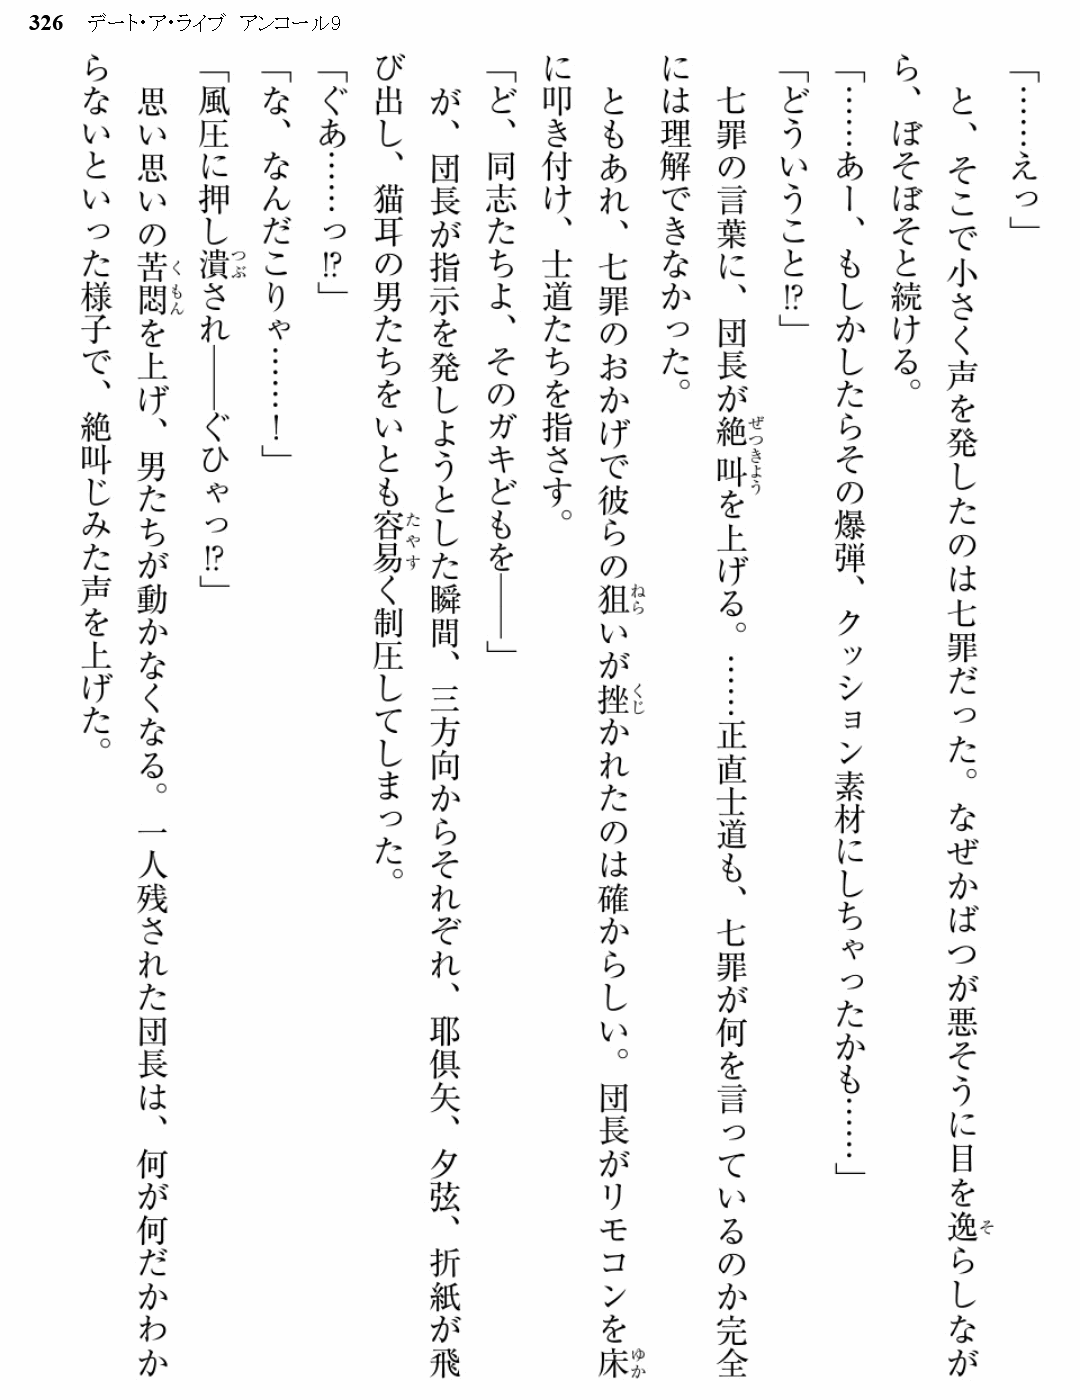 326 デート・ア・ライブ アンコール9
「……えっ」
　と、そこで小さく声を発したのは七罪だった。なぜかばつが悪そうに目を逸らしなが
ら、ぼそぼそと続ける。
「……あー、もしかしたらその爆弾、クッション素材にしちゃったかも……」
「どういうこと!?」
　七罪の言葉に、団長が絶叫を上げる。……正直士道も、七罪が何を言っているのか完全
には理解できなかった。
　ともあれ、七罪のおかげで彼らの狙いが挫かれたのは確からしい。団長がリモコンを床
に叩き付け、士道たちを指さす。
「ど、同志たちよ、そのガキどもを――」
　が、団長が指示を発しようとした瞬間、三方向からそれぞれ、耶倶矢、夕弦、折紙が飛
び出し、猫耳の男たちをいとも容易く制圧してしまった。
「ぐあ……っ!?」
「な、なんだこりゃ……！」
「風圧に押し潰され――ぐひゃっ!?」
　思い思いの苦悶を上げ、男たちが動かなくなる。一人残された団長は、何が何だかわか
らないといった様子で、絶叫じみた声を上げた。